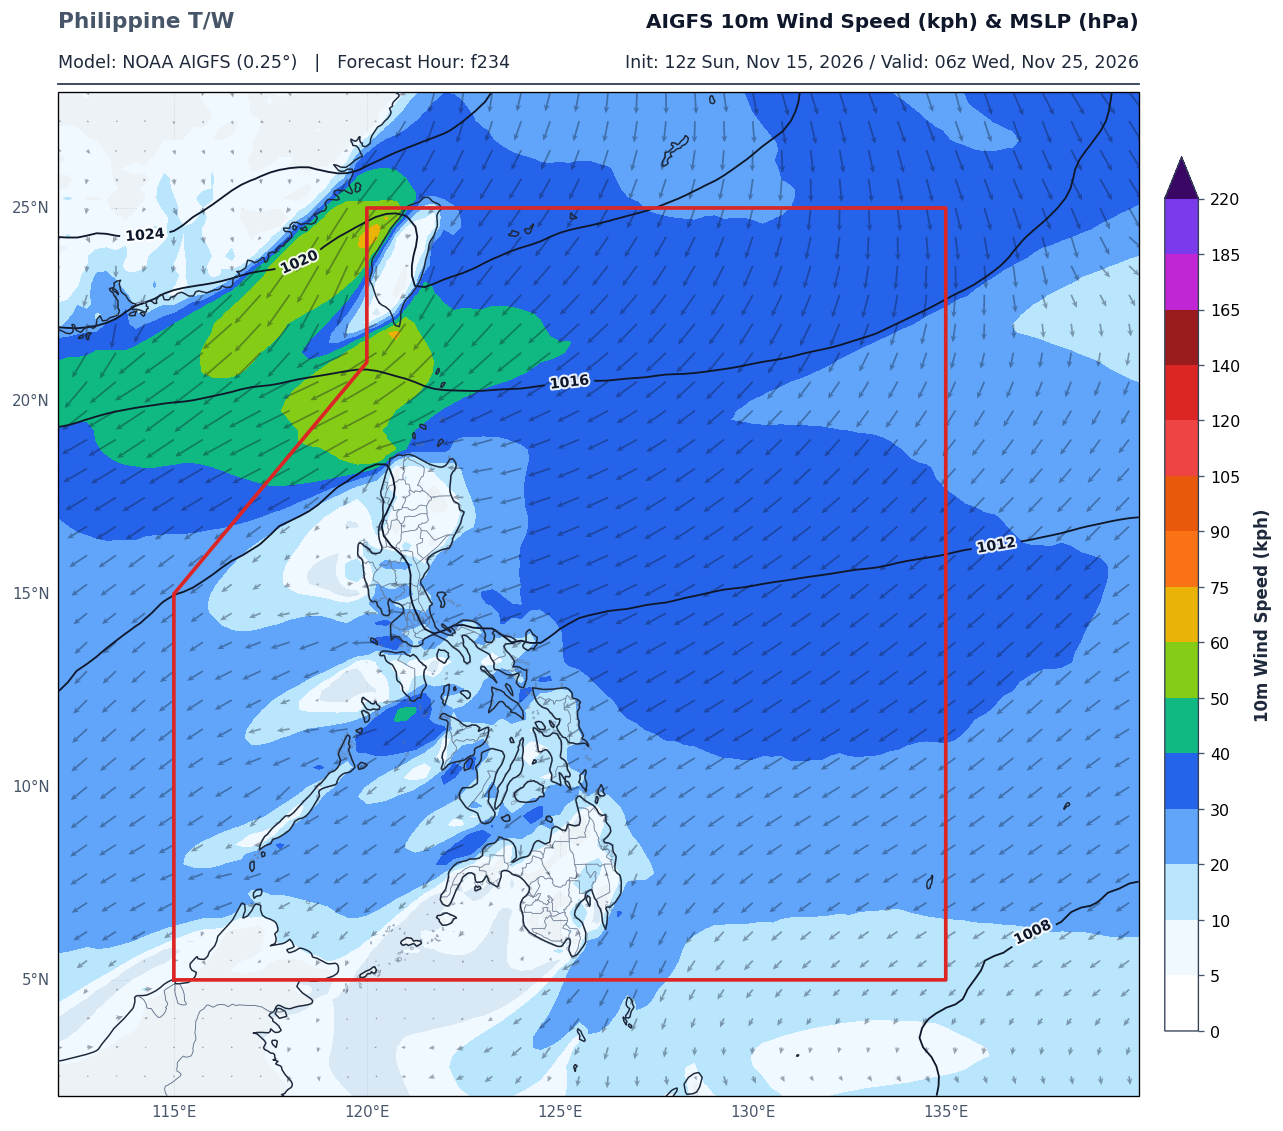 Philippine T/W
AIGFS 10m Wind Speed (kph) & MSLP (hPa)
Model: NOAA AIGFS (0.25°) | Forecast Hour: f234
Init: 12z Sun, Nov 15, 2026 / Valid: 06z Wed, Nov 25, 2026
25°N
20°N
15°N
10°N
5°N
115°E
120°E
125°E
130°E
135°E
1024
1020
1016
1012
1008
220
185
165
140
120
105
90
75
60
50
40
30
20
10
5
0
10m Wind Speed (kph)